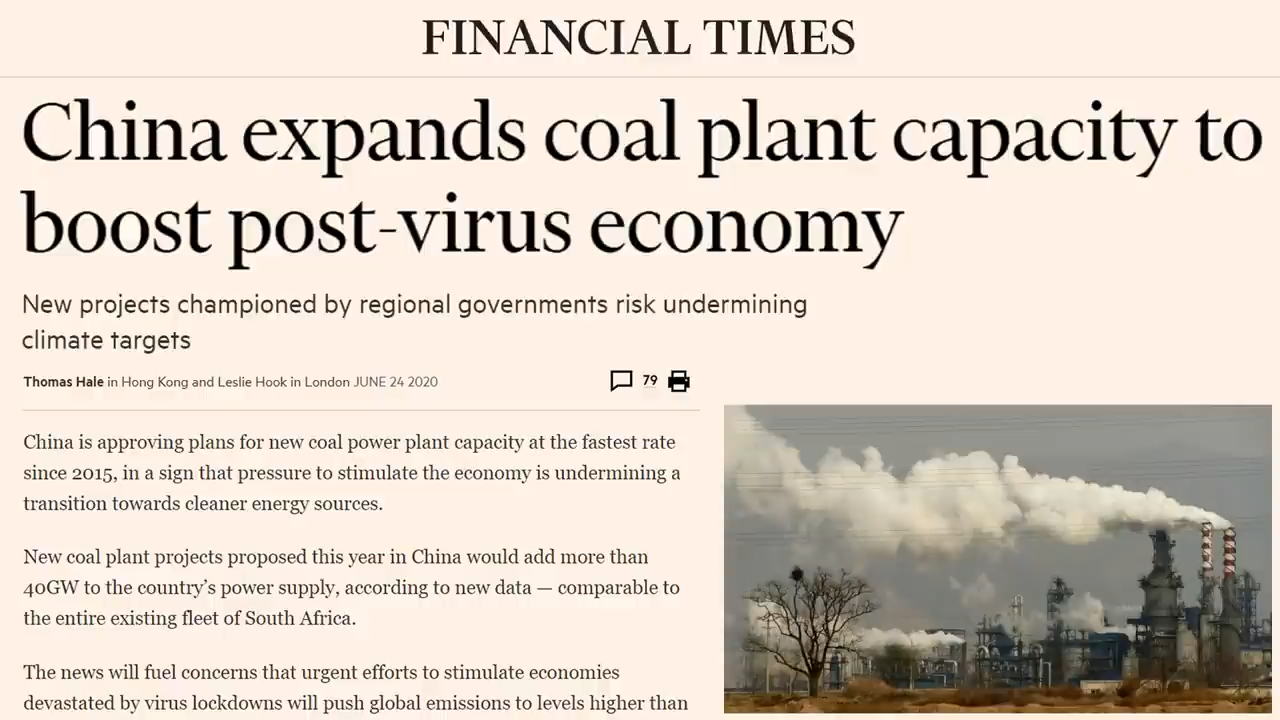 FINANCIAL TIMES
China expands coal plant capacity to
boost post-virus economy
New projects championed by regional governments risk undermining
climate targets
Thomas Hale in Hong Kong and Leslie Hook in London JUNE 24 2020
79
China is approving plans for new coal power plant capacity at the fastest rate
since 2015, in a sign that pressure to stimulate the economy is undermining a
transition towards cleaner energy sources.
New coal plant projects proposed this year in China would add more than
40GW to the country’s power supply, according to new data — comparable to
the entire existing fleet of South Africa.
The news will fuel concerns that urgent efforts to stimulate economies
devastated by virus lockdowns will push global emissions to levels higher than